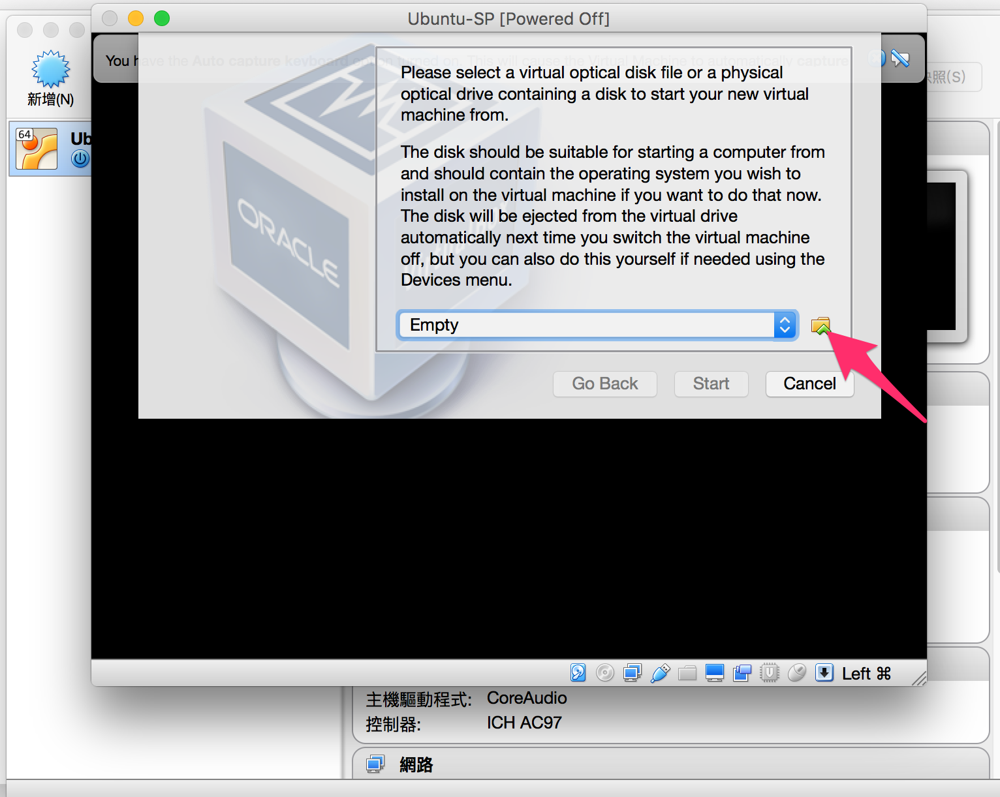 Ubuntu-SP [Powered Off]
You have the Auto capture keyboard option turned on. This will cause the Virtual Machine to automatically capture
新增(N)
照(S)
64
Ub
ORACLE
Please select a virtual optical disk file or a physical
optical drive containing a disk to start your new virtual
machine from.
The disk should be suitable for starting a computer from
and should contain the operating system you wish to
install on the virtual machine if you want to do that now.
The disk will be ejected from the virtual drive
automatically next time you switch the virtual machine
off, but you can also do this yourself if needed using the
Devices menu.
Empty
Go Back
Start
Cancel
Left ⌘
主機驅動程式: CoreAudio
控制器: ICH AC97
網路